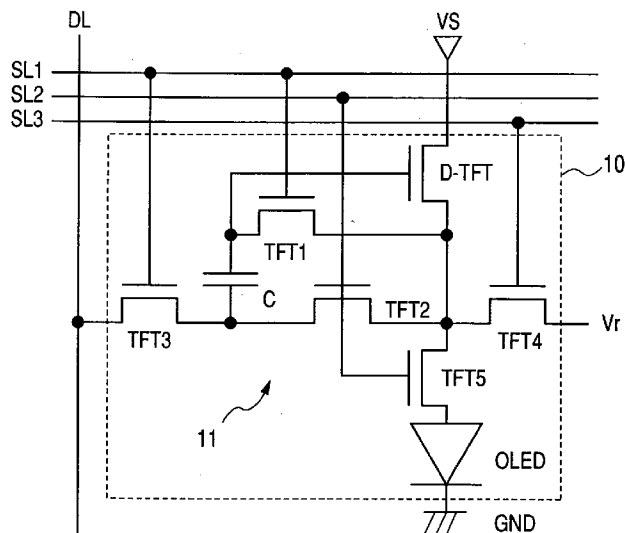 DL
VS
SL1
SL2
SL3
10
D-TFT
TFT1
C
TFT2
TFT3
TFT4
Vr
TFT5
11
OLED
GND